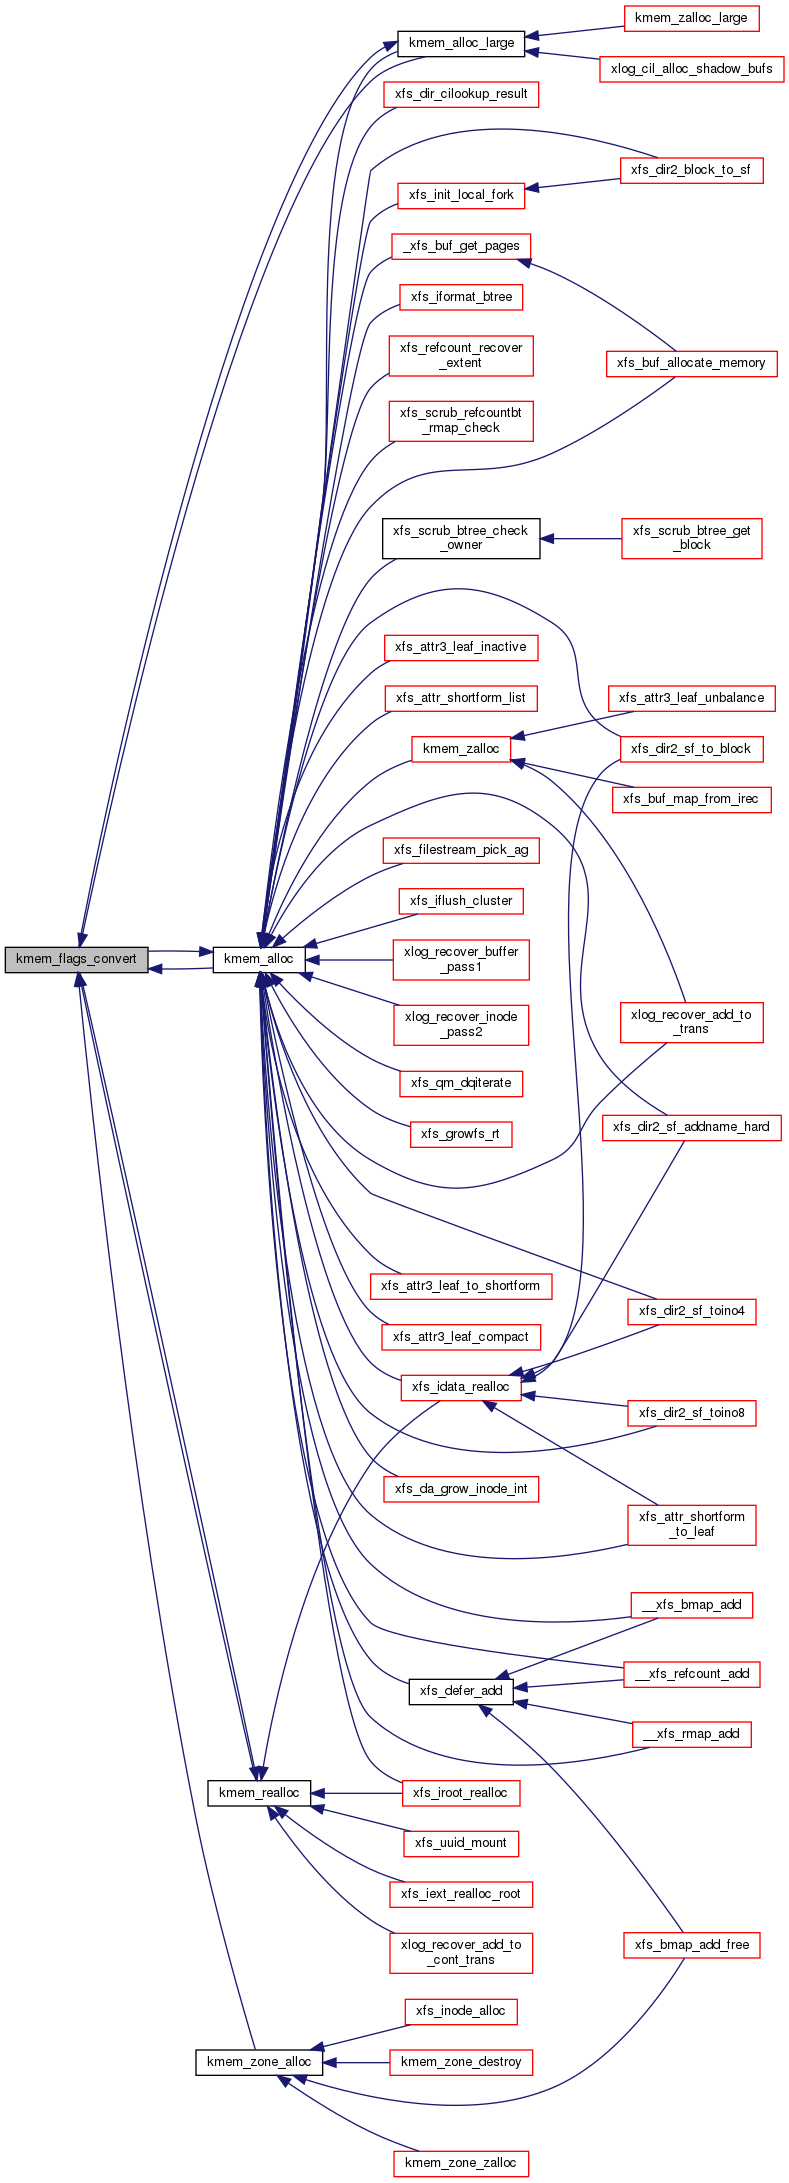 kmem_zalloc_large
kmem_alloc_large
xlog_cil_alloc_shadow_bufs
xfs_dir_cilookup_result
xfs_dir2_block_to_sf
xfs_init_local_fork
_xfs_buf_get_pages
xfs_iformat_btree
xfs_refcount_recover
_extent
xfs_buf_allocate_memory
xfs_scrub_refcountbt
_rmap_check
xfs_scrub_btree_check
_owner
xfs_scrub_btree_get
_block
xfs_attr3_leaf_inactive
xfs_attr_shortform_list
xfs_attr3_leaf_unbalance
kmem_zalloc
xfs_dir2_sf_to_block
xfs_buf_map_from_irec
xfs_filestream_pick_ag
xfs_iflush_cluster
kmem_flags_convert
kmem_alloc
xlog_recover_buffer
_pass1
xlog_recover_inode
_pass2
xlog_recover_add_to
_trans
xfs_qm_dqiterate
xfs_growfs_rt
xfs_dir2_sf_addname_hard
xfs_attr3_leaf_to_shortform
xfs_dir2_sf_toino4
xfs_attr3_leaf_compact
xfs_idata_realloc
xfs_dir2_sf_toino8
xfs_da_grow_inode_int
xfs_attr_shortform
_to_leaf
__xfs_bmap_add
__xfs_refcount_add
xfs_defer_add
__xfs_rmap_add
kmem_realloc
xfs_iroot_realloc
xfs_uuid_mount
xfs_iext_realloc_root
xlog_recover_add_to
_cont_trans
xfs_bmap_add_free
xfs_inode_alloc
kmem_zone_alloc
kmem_zone_destroy
kmem_zone_zalloc